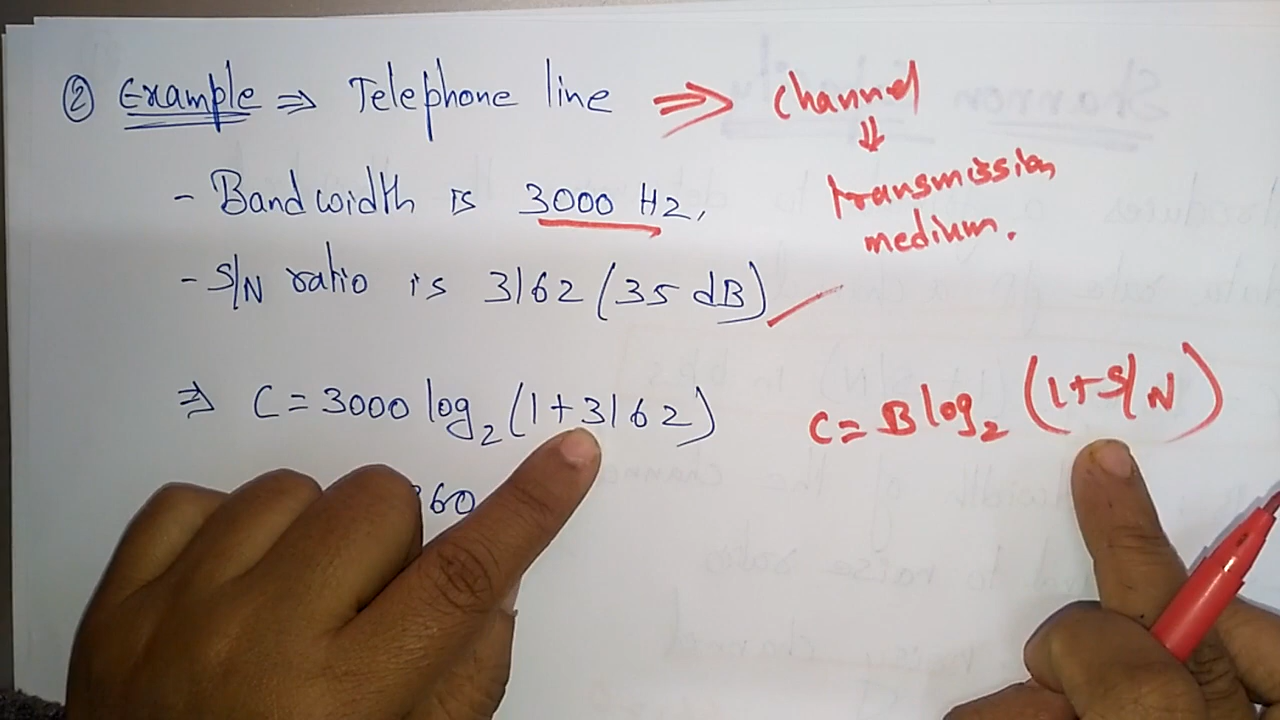 ② Example ⇒ Telephone line ⇒ channel
⇓
transmission
medium.
- Bandwidth is 3000 Hz,
- S/N ratio is 3162 (35 dB)
⇒ C = 3000 log₂ (1 + 3162)
C = B log₂ (1 + S/N)
60